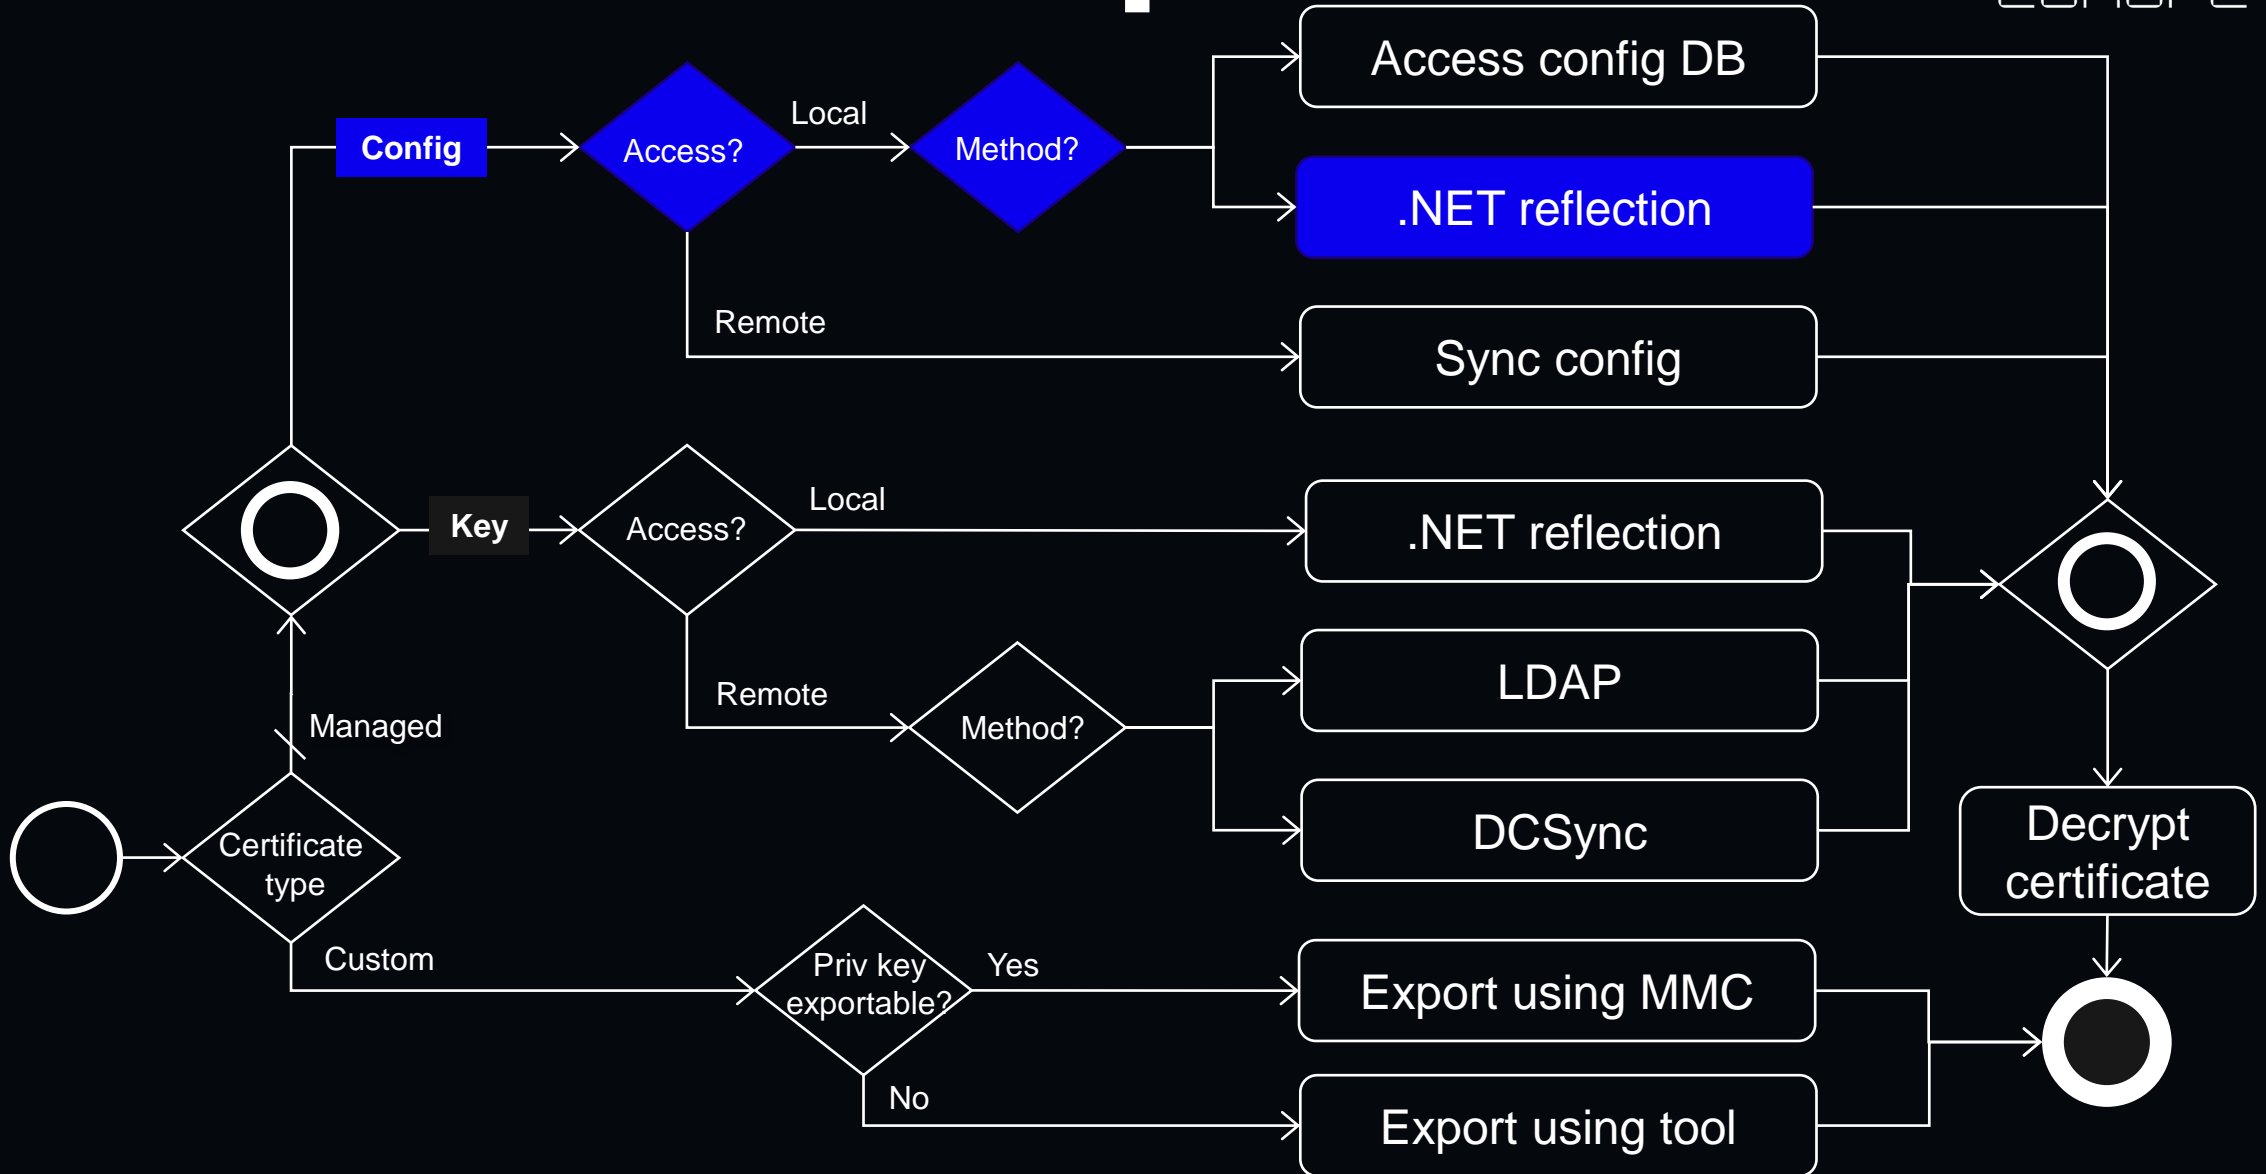 Access config DB
Local
Config
Access?
Method?
.NET reflection
Remote
Sync config
Local
Key
Access?
.NET reflection
Remote
LDAP
Managed
Method?
DCSync
Certificate
type
Decrypt
certificate
Custom
Priv key
exportable?
Yes
Export using MMC
No
Export using tool